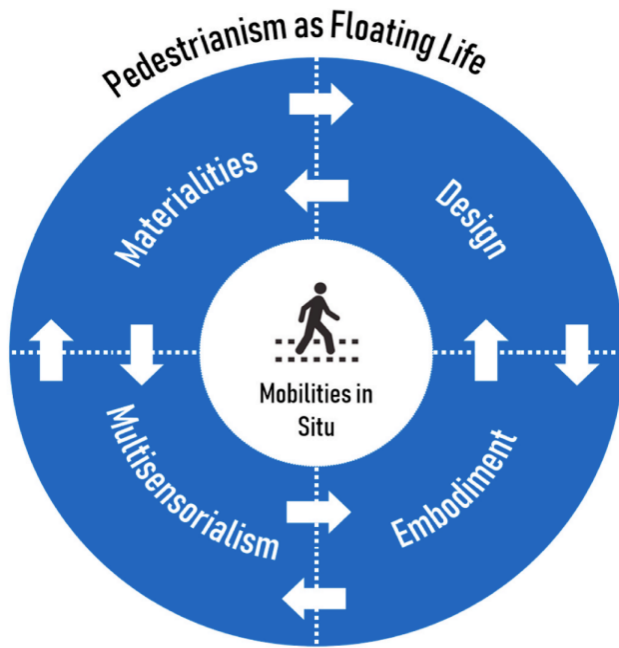 Pedestrianism as Floating Life
Materialities
Design
Mobilities in
Situ
Multisensorialism
Embodiment